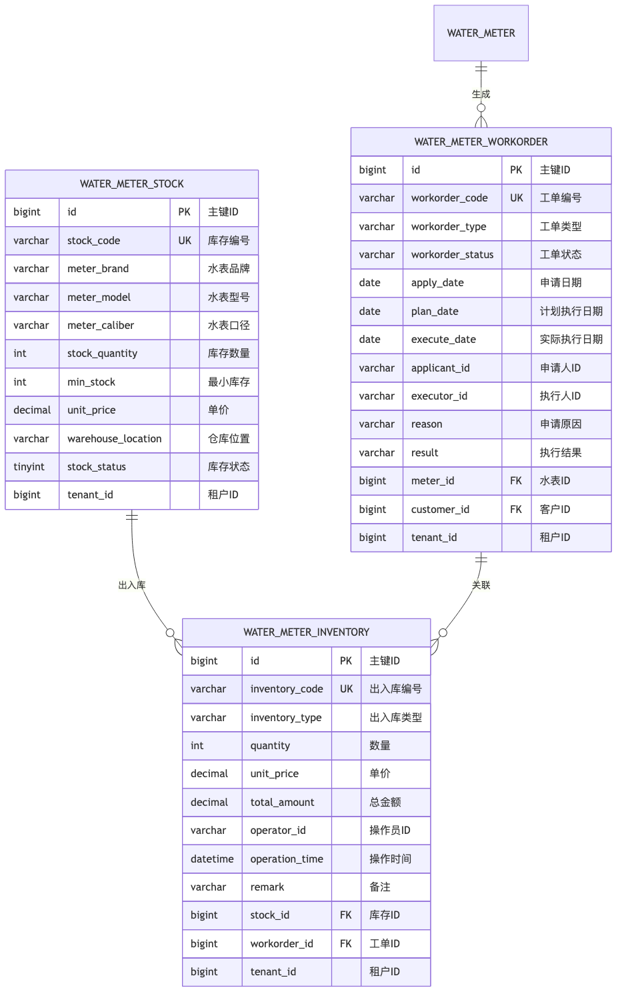 WATER_METER
生成
WATER_METER_WORKORDER
bigint id PK 主键ID
varchar workorder_code UK 工单编号
varchar workorder_type 工单类型
varchar workorder_status 工单状态
date apply_date 申请日期
date plan_date 计划执行日期
date execute_date 实际执行日期
varchar applicant_id 申请人ID
varchar executor_id 执行人ID
varchar reason 申请原因
varchar result 执行结果
bigint meter_id FK 水表ID
bigint customer_id FK 客户ID
bigint tenant_id 租户ID
WATER_METER_STOCK
bigint id PK 主键ID
varchar stock_code UK 库存编号
varchar meter_brand 水表品牌
varchar meter_model 水表型号
varchar meter_caliber 水表口径
int stock_quantity 库存数量
int min_stock 最小库存
decimal unit_price 单价
varchar warehouse_location 仓库位置
tinyint stock_status 库存状态
bigint tenant_id 租户ID
出入库
关联
WATER_METER_INVENTORY
bigint id PK 主键ID
varchar inventory_code UK 出入库编号
varchar inventory_type 出入库类型
int quantity 数量
decimal unit_price 单价
decimal total_amount 总金额
varchar operator_id 操作员ID
datetime operation_time 操作时间
varchar remark 备注
bigint stock_id FK 库存ID
bigint workorder_id FK 工单ID
bigint tenant_id 租户ID